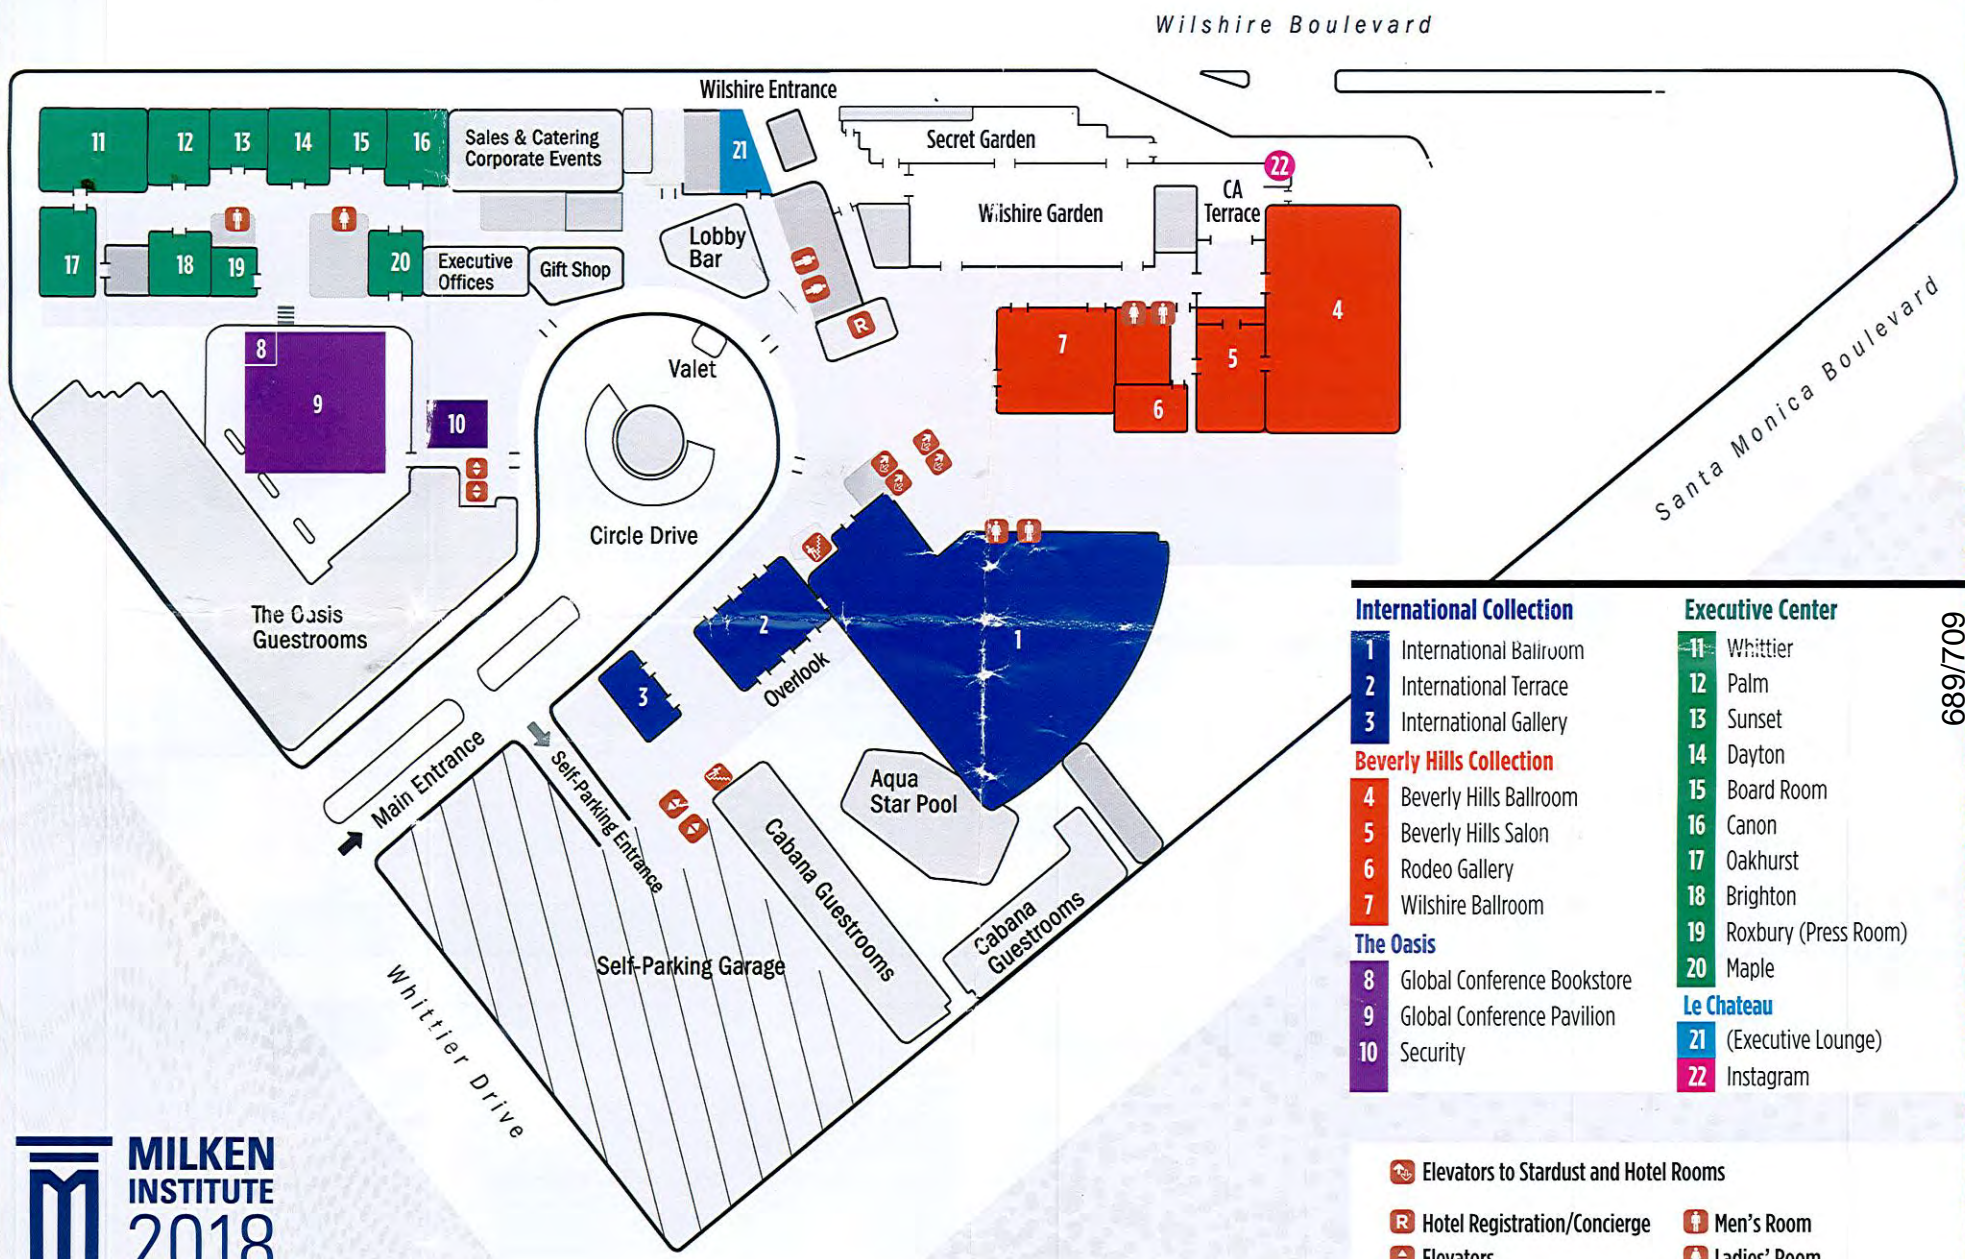 Wilshire Boulevard
Wilshire Entrance
11
12
13
14
15
16
Sales & Catering
Corporate Events
21
Secret Garden
22
CA
Terrace
Wilshire Garden
Lobby
Bar
17
18
19
20
Executive
Offices
Gift Shop
R
4
7
5
6
8
9
10
Valet
Circle Drive
Santa Monica Boulevard
The Oasis
Guestrooms
1
2
3
Overlook
Main Entrance
Self-Parking Entrance
Aqua
Star Pool
Cabana Guestrooms
Cabana
Guestrooms
Self-Parking Garage
Whittier Drive
International Collection
1 International Ballroom
2 International Terrace
3 International Gallery
Beverly Hills Collection
4 Beverly Hills Ballroom
5 Beverly Hills Salon
6 Rodeo Gallery
7 Wilshire Ballroom
The Oasis
8 Global Conference Bookstore
9 Global Conference Pavilion
10 Security
Executive Center
11 Whittier
12 Palm
13 Sunset
14 Dayton
15 Board Room
16 Canon
17 Oakhurst
18 Brighton
19 Roxbury (Press Room)
20 Maple
Le Chateau
21 (Executive Lounge)
22 Instagram
689/709
Elevators to Stardust and Hotel Rooms
R Hotel Registration/Concierge
Men's Room
Elevators
Ladies' Room
MILKEN
INSTITUTE
2018